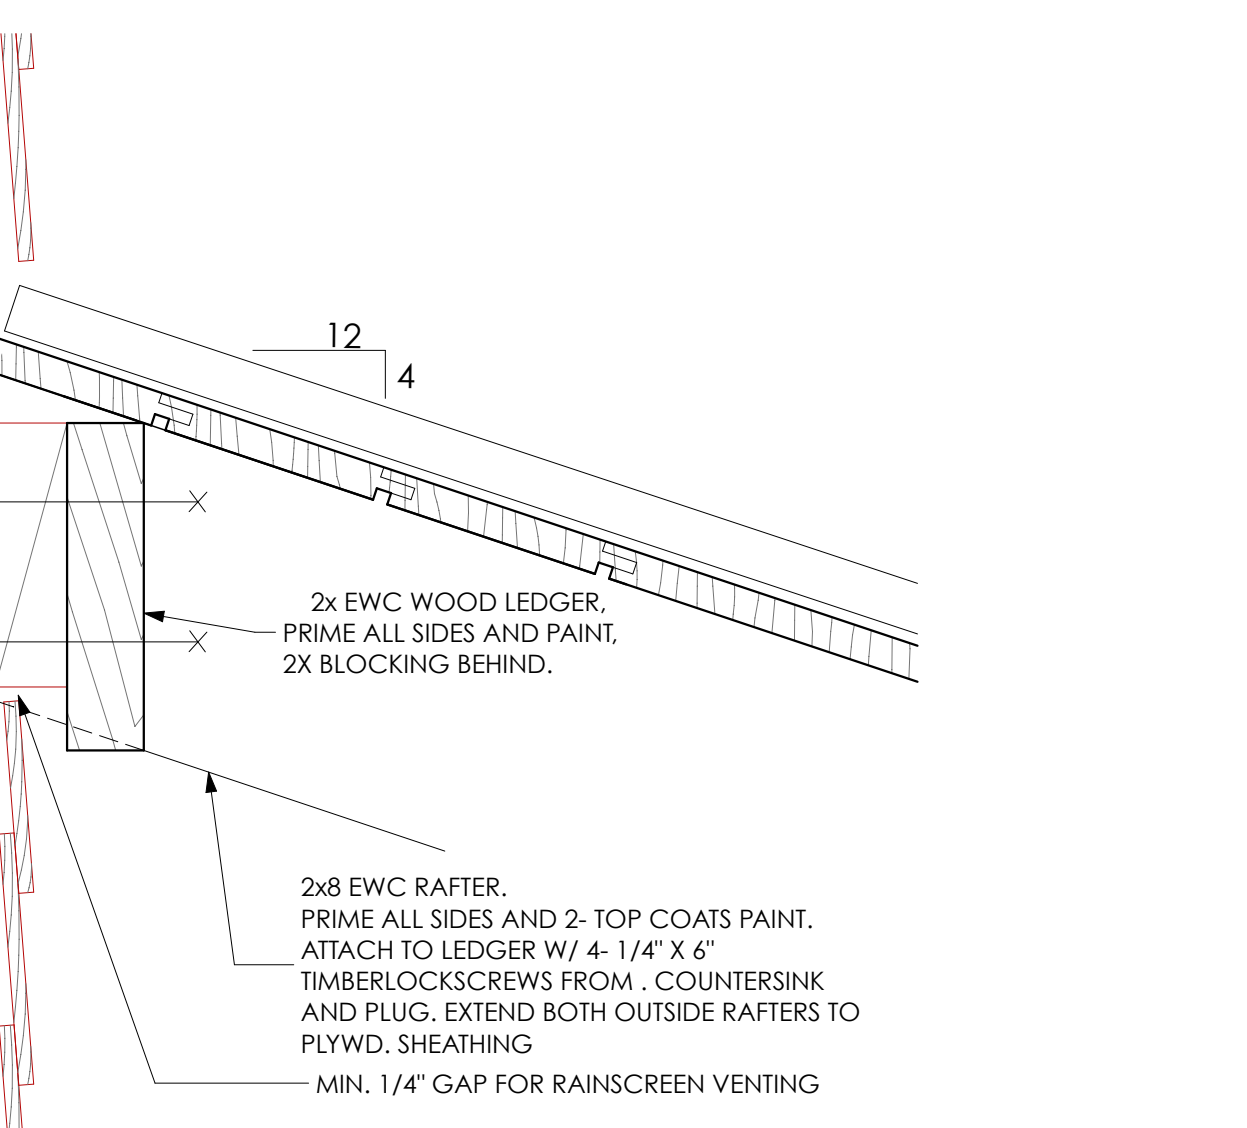 12
4
2x EWC WOOD LEDGER,
PRIME ALL SIDES AND PAINT,
2X BLOCKING BEHIND.
2x8 EWC RAFTER.
PRIME ALL SIDES AND 2- TOP COATS PAINT.
ATTACH TO LEDGER W/ 4- 1/4" X 6"
TIMBERLOCKSCREWS FROM . COUNTERSINK
AND PLUG. EXTEND BOTH OUTSIDE RAFTERS TO
PLYWD. SHEATHING
MIN. 1/4" GAP FOR RAINSCREEN VENTING